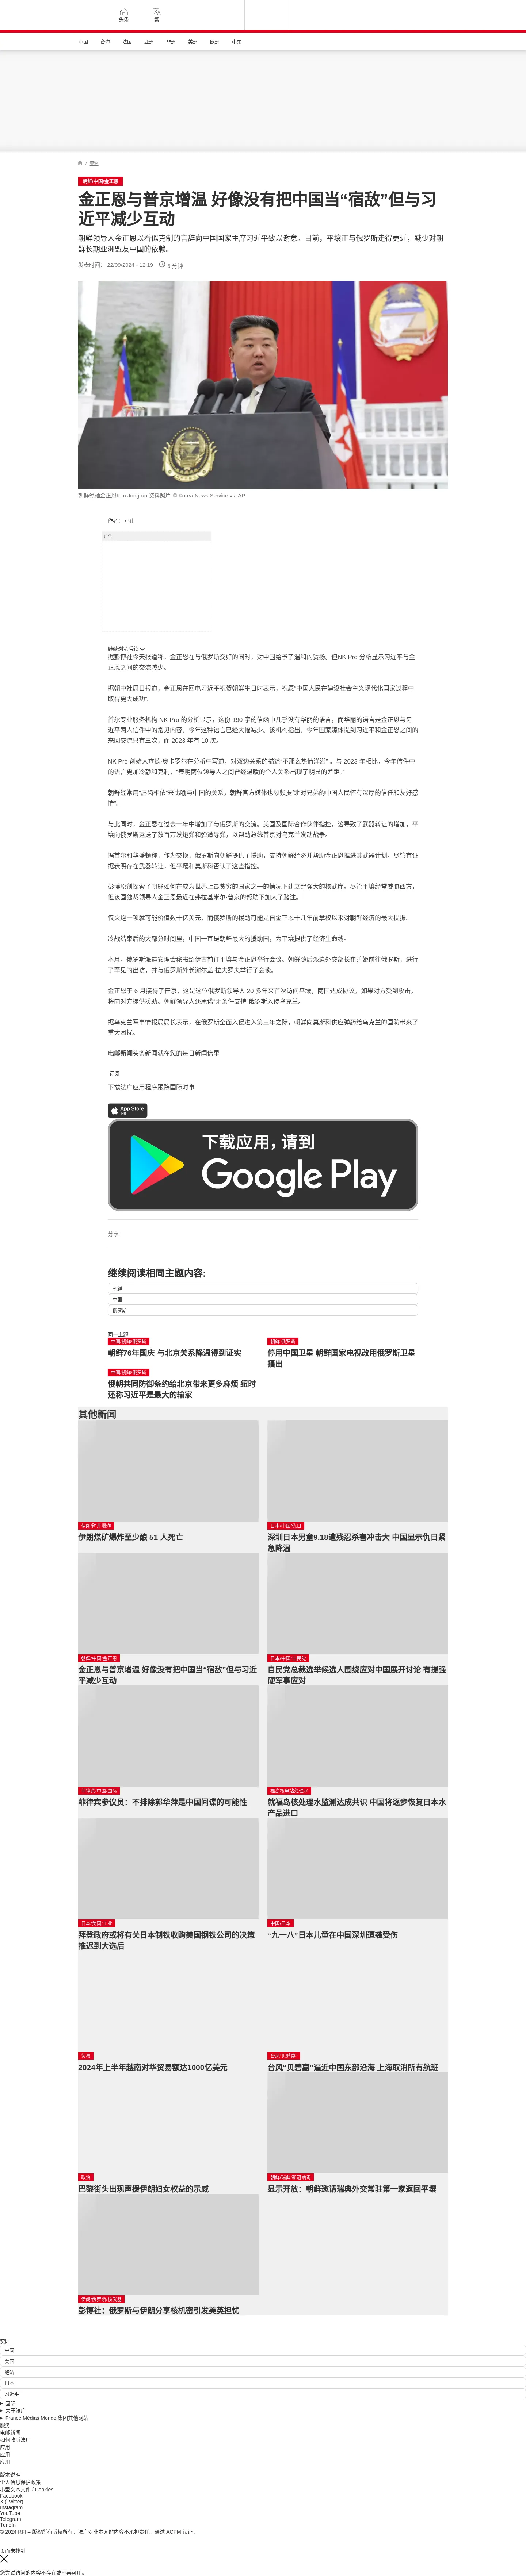 头条
繁
中国
台海
法国
亚洲
非洲
美洲
欧洲
中东
/ 亚洲
朝鲜/中国/金正恩
金正恩与普京增温 好像没有把中国当“宿敌”但与习
近平减少互动
朝鲜领导人金正恩以看似克制的言辞向中国国家主席习近平致以谢意。目前，平壤正与俄罗斯走得更近，减少对朝
鲜长期亚洲盟友中国的依赖。
发表时间： 22/09/2024 - 12:19
6 分钟
朝鲜领袖金正恩Kim Jong-un 资料照片 © Korea News Service via AP
作者： 小山
广告
继续浏览后续
据彭博社今天报道称，金正恩在与俄罗斯交好的同时，对中国给予了温和的赞扬。但NK Pro 分析显示习近平与金
正恩之间的交流减少。
据朝中社周日报道，金正恩在回电习近平祝贺朝鲜生日时表示，祝愿“中国人民在建设社会主义现代化国家过程中
取得更大成功”。
首尔专业服务机构 NK Pro 的分析显示，这份 190 字的信函中几乎没有华丽的语言，而华丽的语言是金正恩与习
近平两人信件中的常见内容，今年这种语言已经大幅减少。该机构指出，今年国家媒体提到习近平和金正恩之间的
来回交流只有三次，而 2023 年有 10 次。
NK Pro 创始人查德·奥卡罗尔在分析中写道，对双边关系的描述“不那么热情洋溢” 。与 2023 年相比，今年信件中
的语言更加冷静和克制，“表明两位领导人之间曾经温暖的个人关系出现了明显的差距。”
朝鲜经常用“唇齿相依”来比喻与中国的关系，朝鲜官方媒体也频频提到“对兄弟的中国人民怀有深厚的信任和友好感
情”。
与此同时，金正恩在过去一年中增加了与俄罗斯的交流。美国及国际合作伙伴指控，这导致了武器转让的增加，平
壤向俄罗斯运送了数百万发炮弹和弹道导弹，以帮助总统普京对乌克兰发动战争。
据首尔和华盛顿称，作为交换，俄罗斯向朝鲜提供了援助，支持朝鲜经济并帮助金正恩推进其武器计划。尽管有证
据表明存在武器转让，但平壤和莫斯科否认了这些指控。
彭博原创探索了朝鲜如何在成为世界上最贫穷的国家之一的情况下建立起强大的核武库。尽管平壤经常威胁西方，
但该国独裁领导人金正恩最近在弗拉基米尔·普京的帮助下加大了赌注。
仅火炮一项就可能价值数十亿美元，而俄罗斯的援助可能是自金正恩十几年前掌权以来对朝鲜经济的最大提振。
冷战结束后的大部分时间里，中国一直是朝鲜最大的援助国，为平壤提供了经济生命线。
本月，俄罗斯派遣安理会秘书绍伊古前往平壤与金正恩举行会谈。朝鲜随后派遣外交部长崔善姬前往俄罗斯，进行
了罕见的出访，并与俄罗斯外长谢尔盖·拉夫罗夫举行了会谈。
金正恩于 6 月接待了普京，这是这位俄罗斯领导人 20 多年来首次访问平壤，两国达成协议，如果对方受到攻击，
将向对方提供援助。朝鲜领导人还承诺“无条件支持”俄罗斯入侵乌克兰。
据乌克兰军事情报局局长表示，在俄罗斯全面入侵进入第三年之际，朝鲜向莫斯科供应弹药给乌克兰的国防带来了
重大困扰。
电邮新闻头条新闻就在您的每日新闻信里
订阅
下载法广应用程序跟踪国际时事
App Store
下载
下载应用，请到
Google Play
分享 :
继续阅读相同主题内容:
朝鲜
中国
俄罗斯
同一主题
中国/朝鲜/俄罗斯
朝鲜76年国庆 与北京关系降温得到证实
朝鲜 俄罗斯
停用中国卫星 朝鲜国家电视改用俄罗斯卫星
播出
中国/朝鲜/俄罗斯
俄朝共同防御条约给北京带来更多麻烦 纽时
还称习近平是最大的输家
其他新闻
伊朗/矿井爆炸
伊朗煤矿爆炸至少酿 51 人死亡
日本/中国/仇日
深圳日本男童9.18遭残忍杀害冲击大 中国显示仇日紧
急降温
朝鲜/中国/金正恩
金正恩与普京增温 好像没有把中国当“宿敌”但与习近
平减少互动
日本/中国/自民党
自民党总裁选举候选人围绕应对中国展开讨论 有提强
硬军事应对
菲律宾/中国/国际
菲律宾参议员：不排除郭华萍是中国间谍的可能性
福岛核电站处理水
就福岛核处理水监测达成共识 中国将逐步恢复日本水
产品进口
日本/美国/工业
拜登政府或将有关日本制铁收购美国钢铁公司的决策
推迟到大选后
中国/日本
“九一八”日本儿童在中国深圳遭袭受伤
贸易
2024年上半年越南对华贸易额达1000亿美元
台风“贝碧嘉”
台风“贝碧嘉”逼近中国东部沿海 上海取消所有航班
政治
巴黎街头出现声援伊朗妇女权益的示威
朝鲜/瑞典/新冠病毒
显示开放：朝鲜邀请瑞典外交常驻第一家返回平壤
伊朗/俄罗斯/核武器
彭博社：俄罗斯与伊朗分享核机密引发美英担忧
实时
中国
美国
经济
日本
习近平
国际
关于法广
France Médias Monde 集团其他网站
服务
电邮新闻
如何收听法广
应用
应用
应用
版本说明
个人信息保护政策
小型文本文件 / Cookies
Facebook
X (Twitter)
Instagram
YouTube
Telegram
TuneIn
© 2024 RFI – 版权所有版权所有。法广对非本网站内容不承担责任。通过 ACPM 认证。
页面未找到
您尝试访问的内容不存在或不再可用。